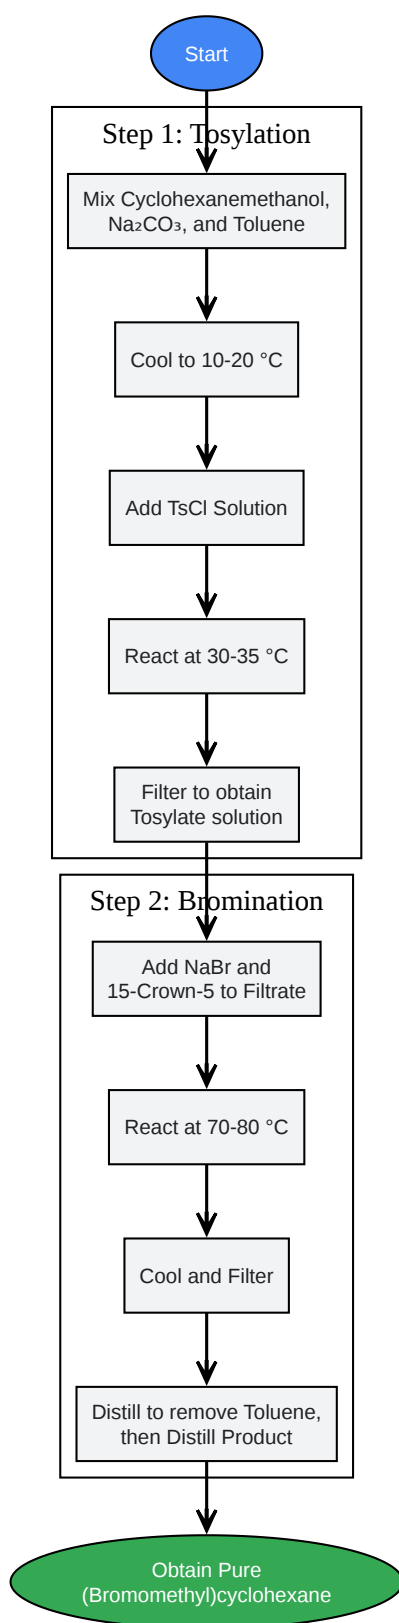 Start
Step 1: Tosylation
Mix Cyclohexanemethanol,
Na₂CO₃, and Toluene
Cool to 10-20 °C
Add TsCl Solution
React at 30-35 °C
Filter to obtain
Tosylate solution
Step 2: Bromination
Add NaBr and
15-Crown-5 to Filtrate
React at 70-80 °C
Cool and Filter
Distill to remove Toluene,
then Distill Product
Obtain Pure
(Bromomethyl)cyclohexane